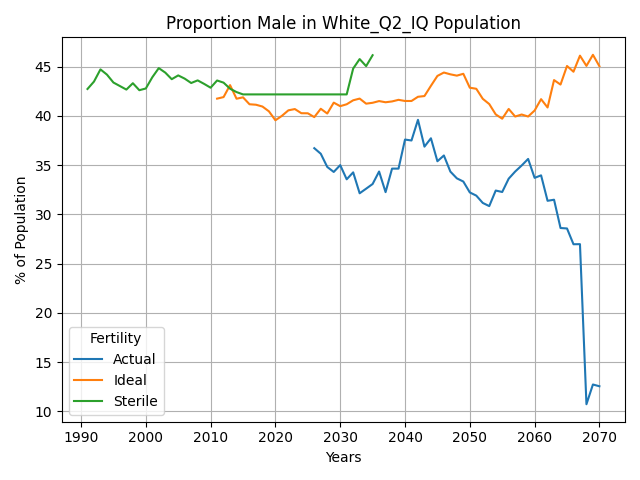 Proportion Male in White_Q2_IQ Population
% of Population
45
40
35
30
25
20
15
10
Fertility
Actual
Ideal
Sterile
1990 2000 2010 2020 2030 2040 2050 2060 2070
Years